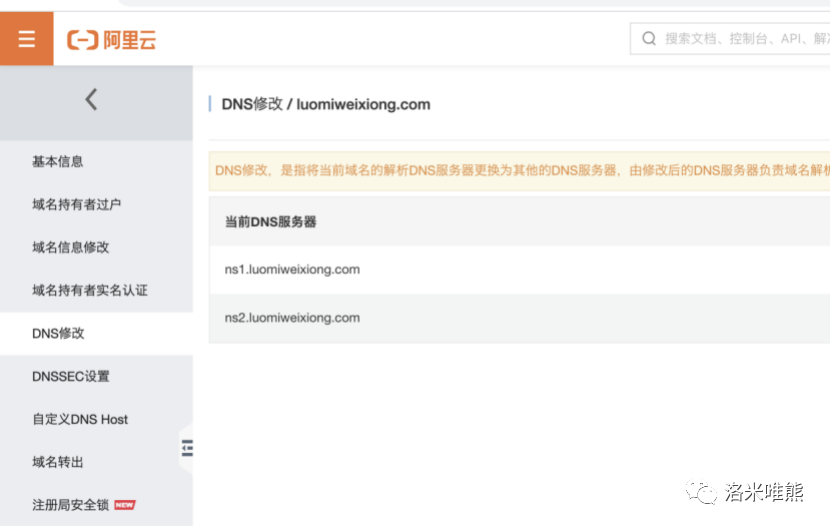 阿里云
搜索文档、控制台、API、解
DNS修改 / luomiweixiong.com
基本信息
域名持有者过户
域名信息修改
域名持有者实名认证
DNS修改
DNSSEC设置
自定义DNS Host
域名转出
注册局安全锁 NEW
DNS修改，是指将当前域名的解析DNS服务器更换为其他的DNS服务器，由修改后的DNS服务器负责域名解
当前DNS服务器
ns1.luomiweixiong.com
ns2.luomiweixiong.com
洛米唯熊